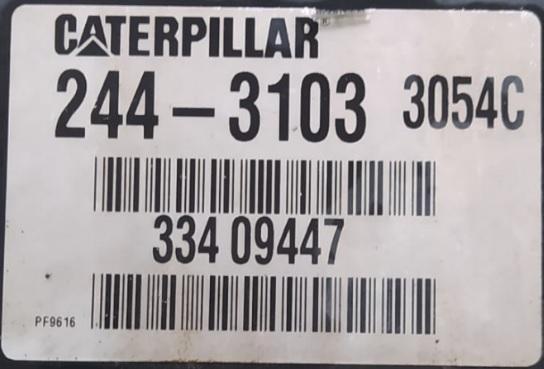 CATERPILLAR
244-3103 3054C
334 09447
PF9616